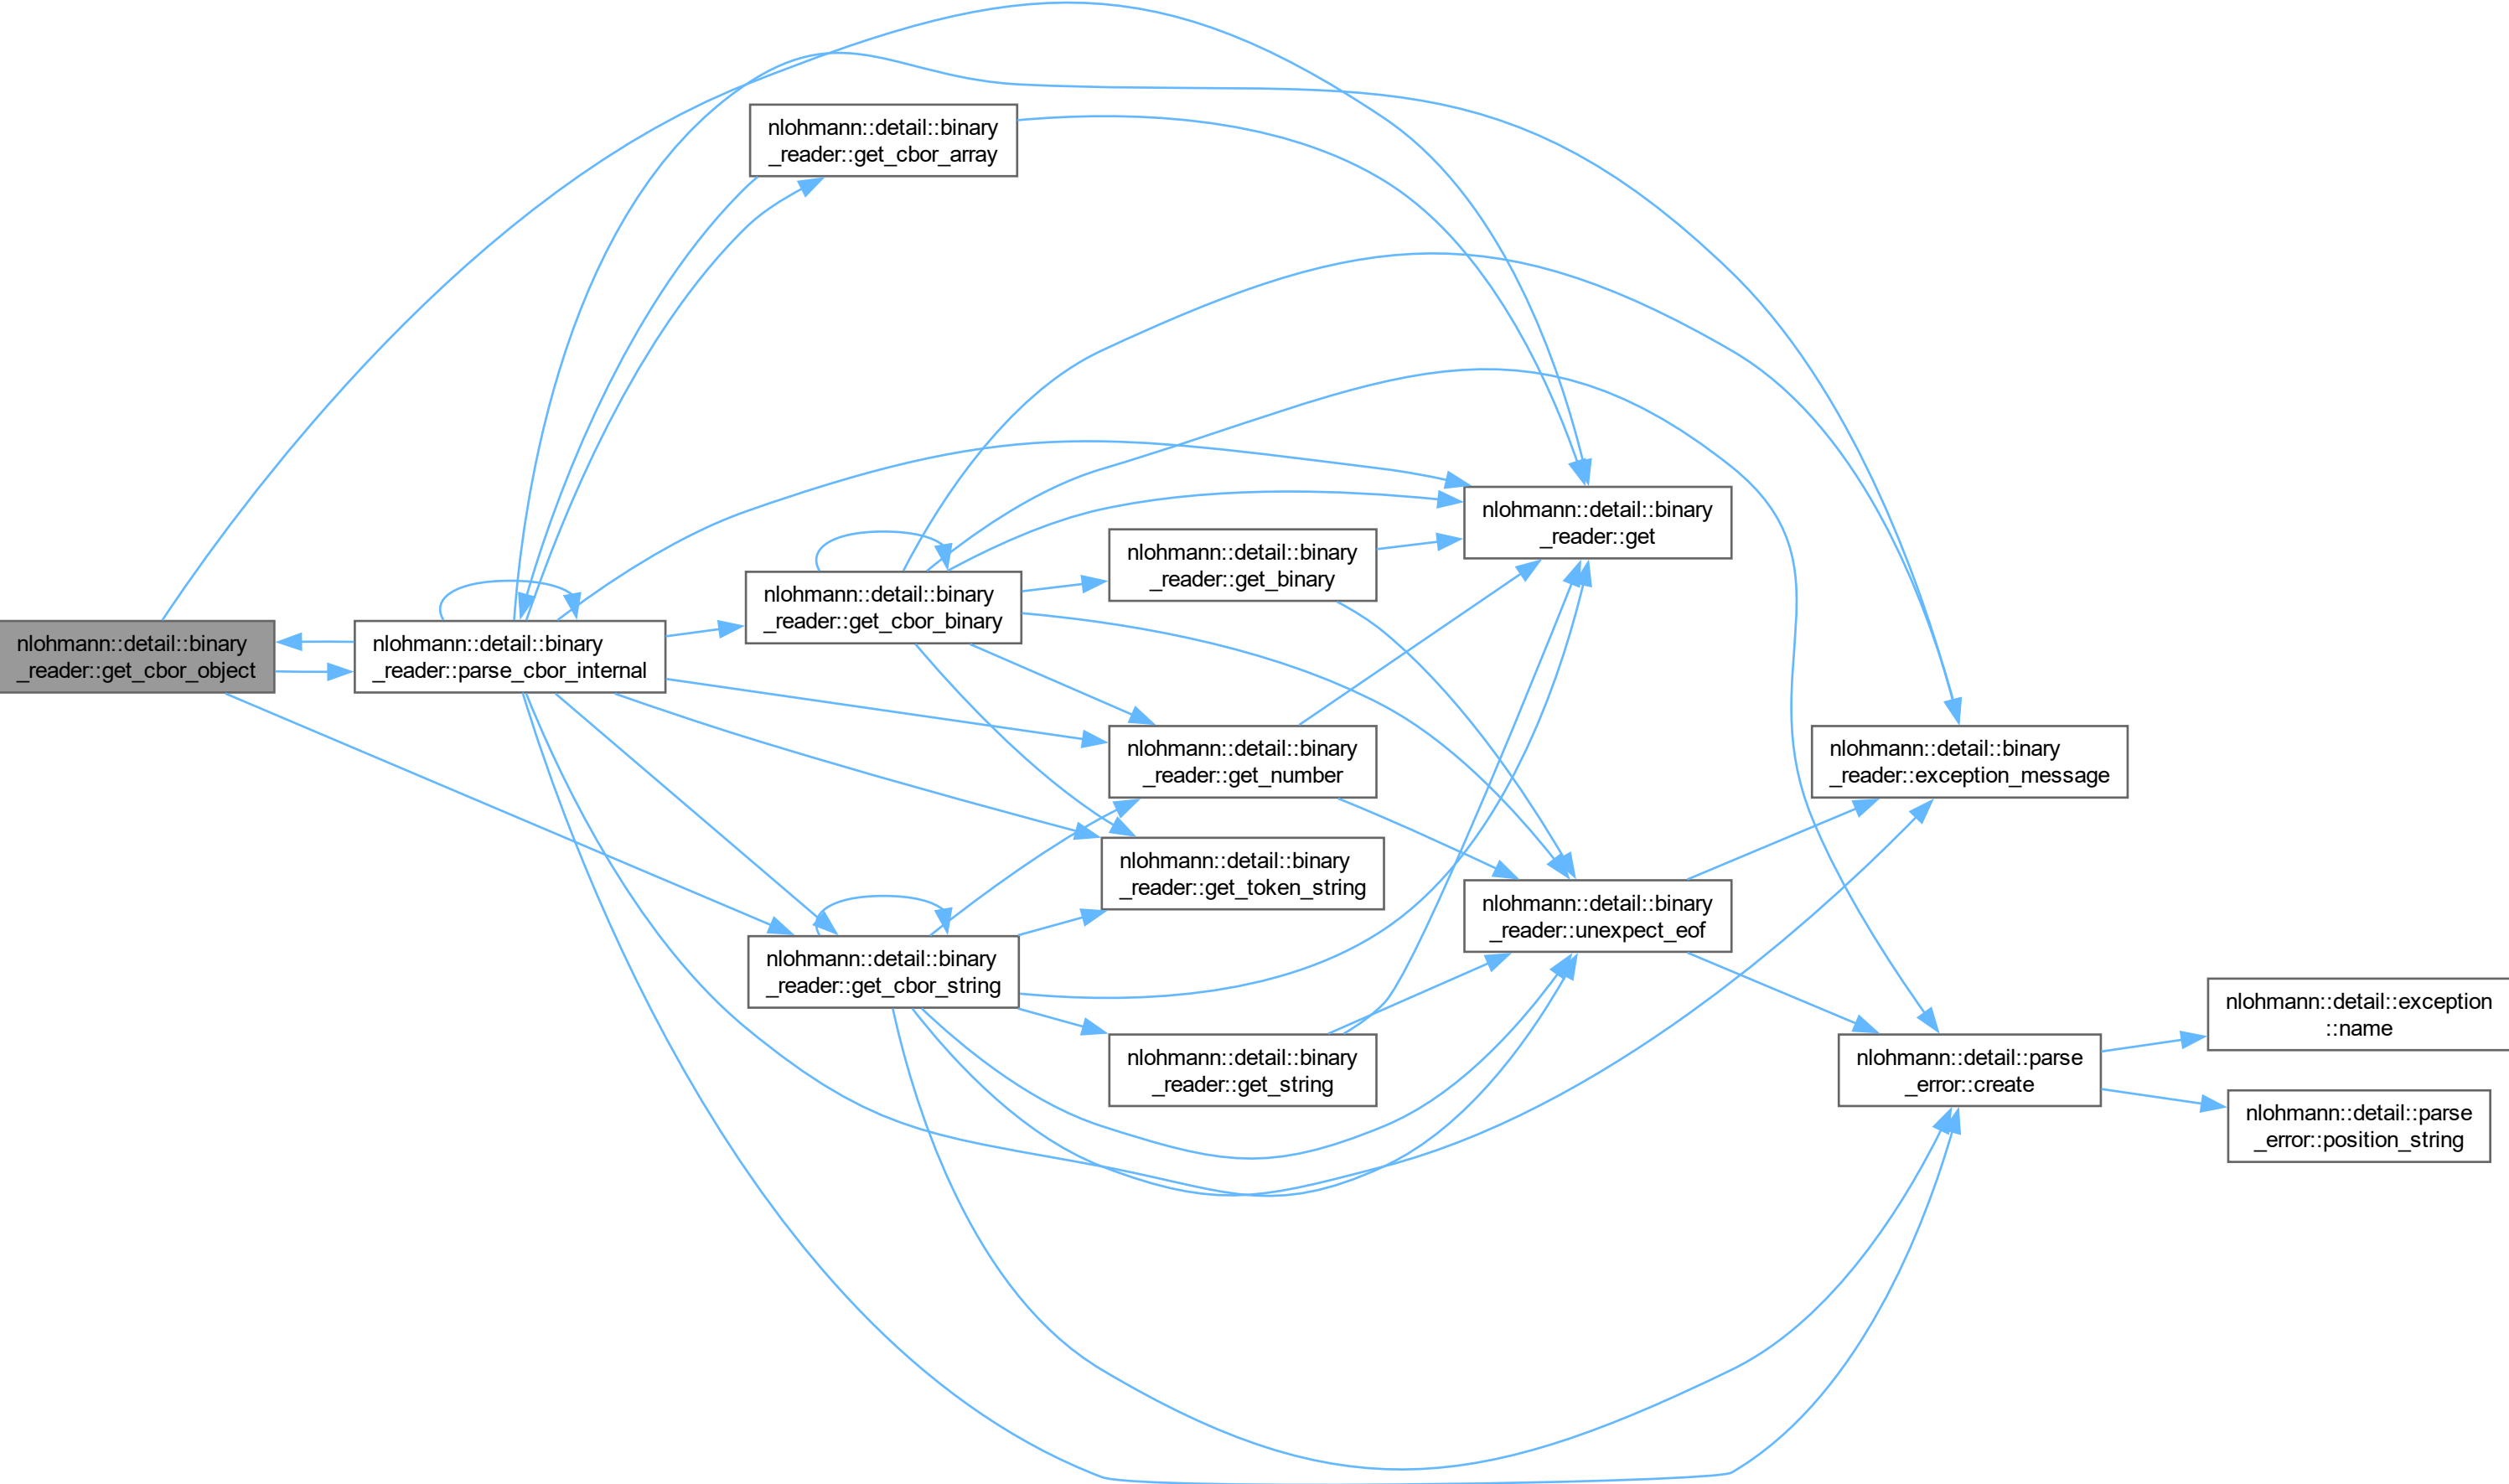 nlohmann::detail::binary
_reader::get_cbor_object
nlohmann::detail::binary
_reader::parse_cbor_internal
nlohmann::detail::binary
_reader::get_cbor_array
nlohmann::detail::binary
_reader::get_cbor_binary
nlohmann::detail::binary
_reader::get_cbor_string
nlohmann::detail::binary
_reader::get_binary
nlohmann::detail::binary
_reader::get_number
nlohmann::detail::binary
_reader::get_token_string
nlohmann::detail::binary
_reader::get_string
nlohmann::detail::binary
_reader::get
nlohmann::detail::binary
_reader::unexpect_eof
nlohmann::detail::binary
_reader::exception_message
nlohmann::detail::parse
_error::create
nlohmann::detail::exception
::name
nlohmann::detail::parse
_error::position_string